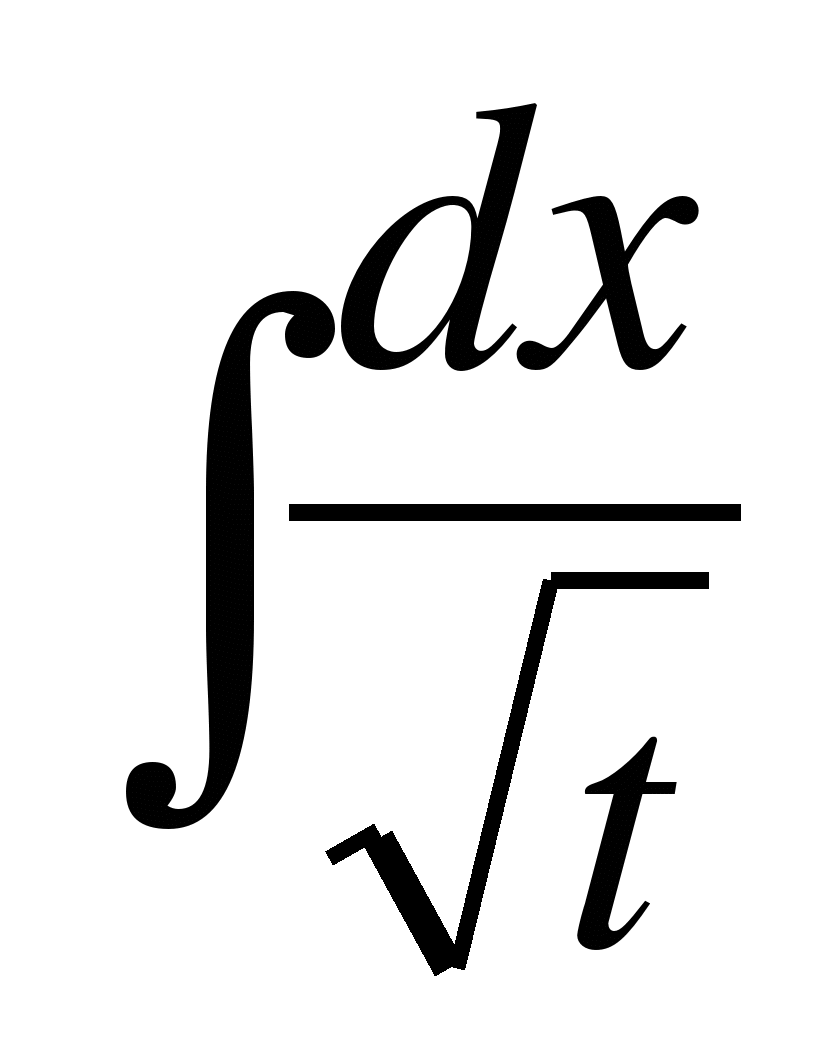 ∫ dx / √t